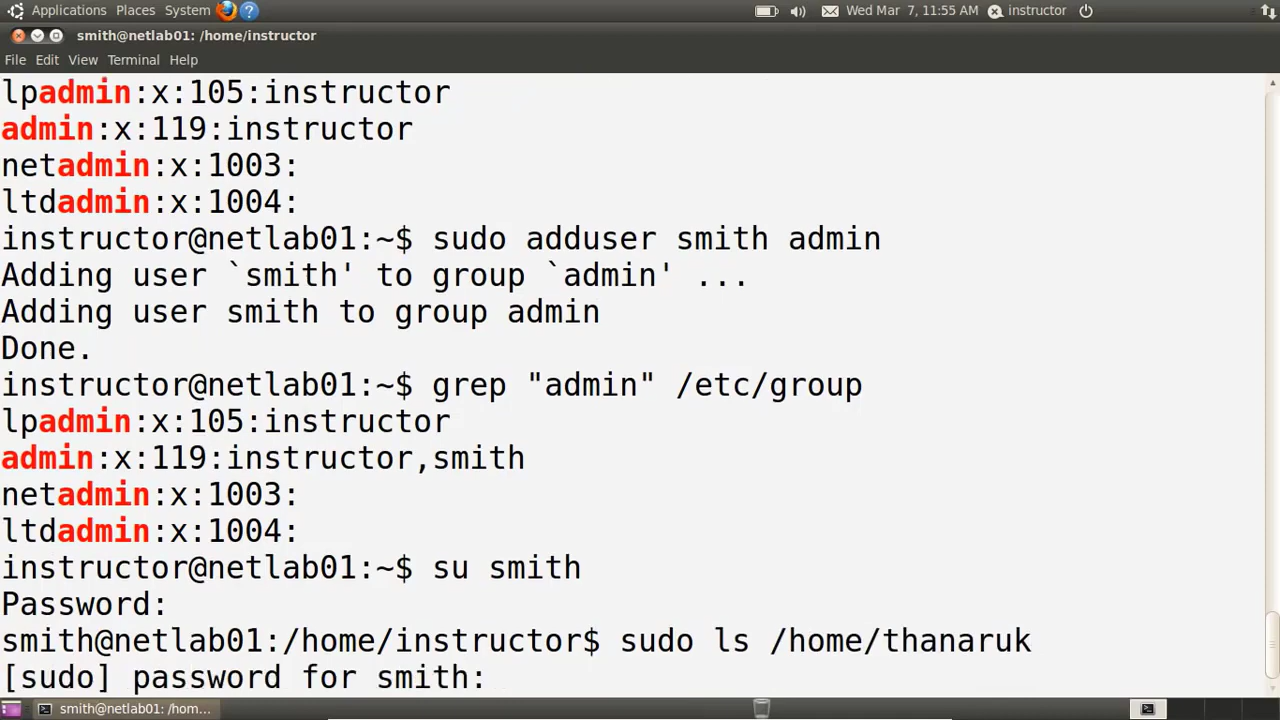 Applications Places System ? Wed Mar 7, 11:55 AM instructor
smith@netlab01: /home/instructor
File Edit View Terminal Help
lpadmin:x:105:instructor
admin:x:119:instructor
netadmin:x:1003:
ltdadmin:x:1004:
instructor@netlab01:~$ sudo adduser smith admin
Adding user `smith' to group `admin' ...
Adding user smith to group admin
Done.
instructor@netlab01:~$ grep "admin" /etc/group
lpadmin:x:105:instructor
admin:x:119:instructor,smith
netadmin:x:1003:
ltdadmin:x:1004:
instructor@netlab01:~$ su smith
Password:
smith@netlab01:/home/instructor$ sudo ls /home/thanaruk
[sudo] password for smith:
smith@netlab01: /hom...